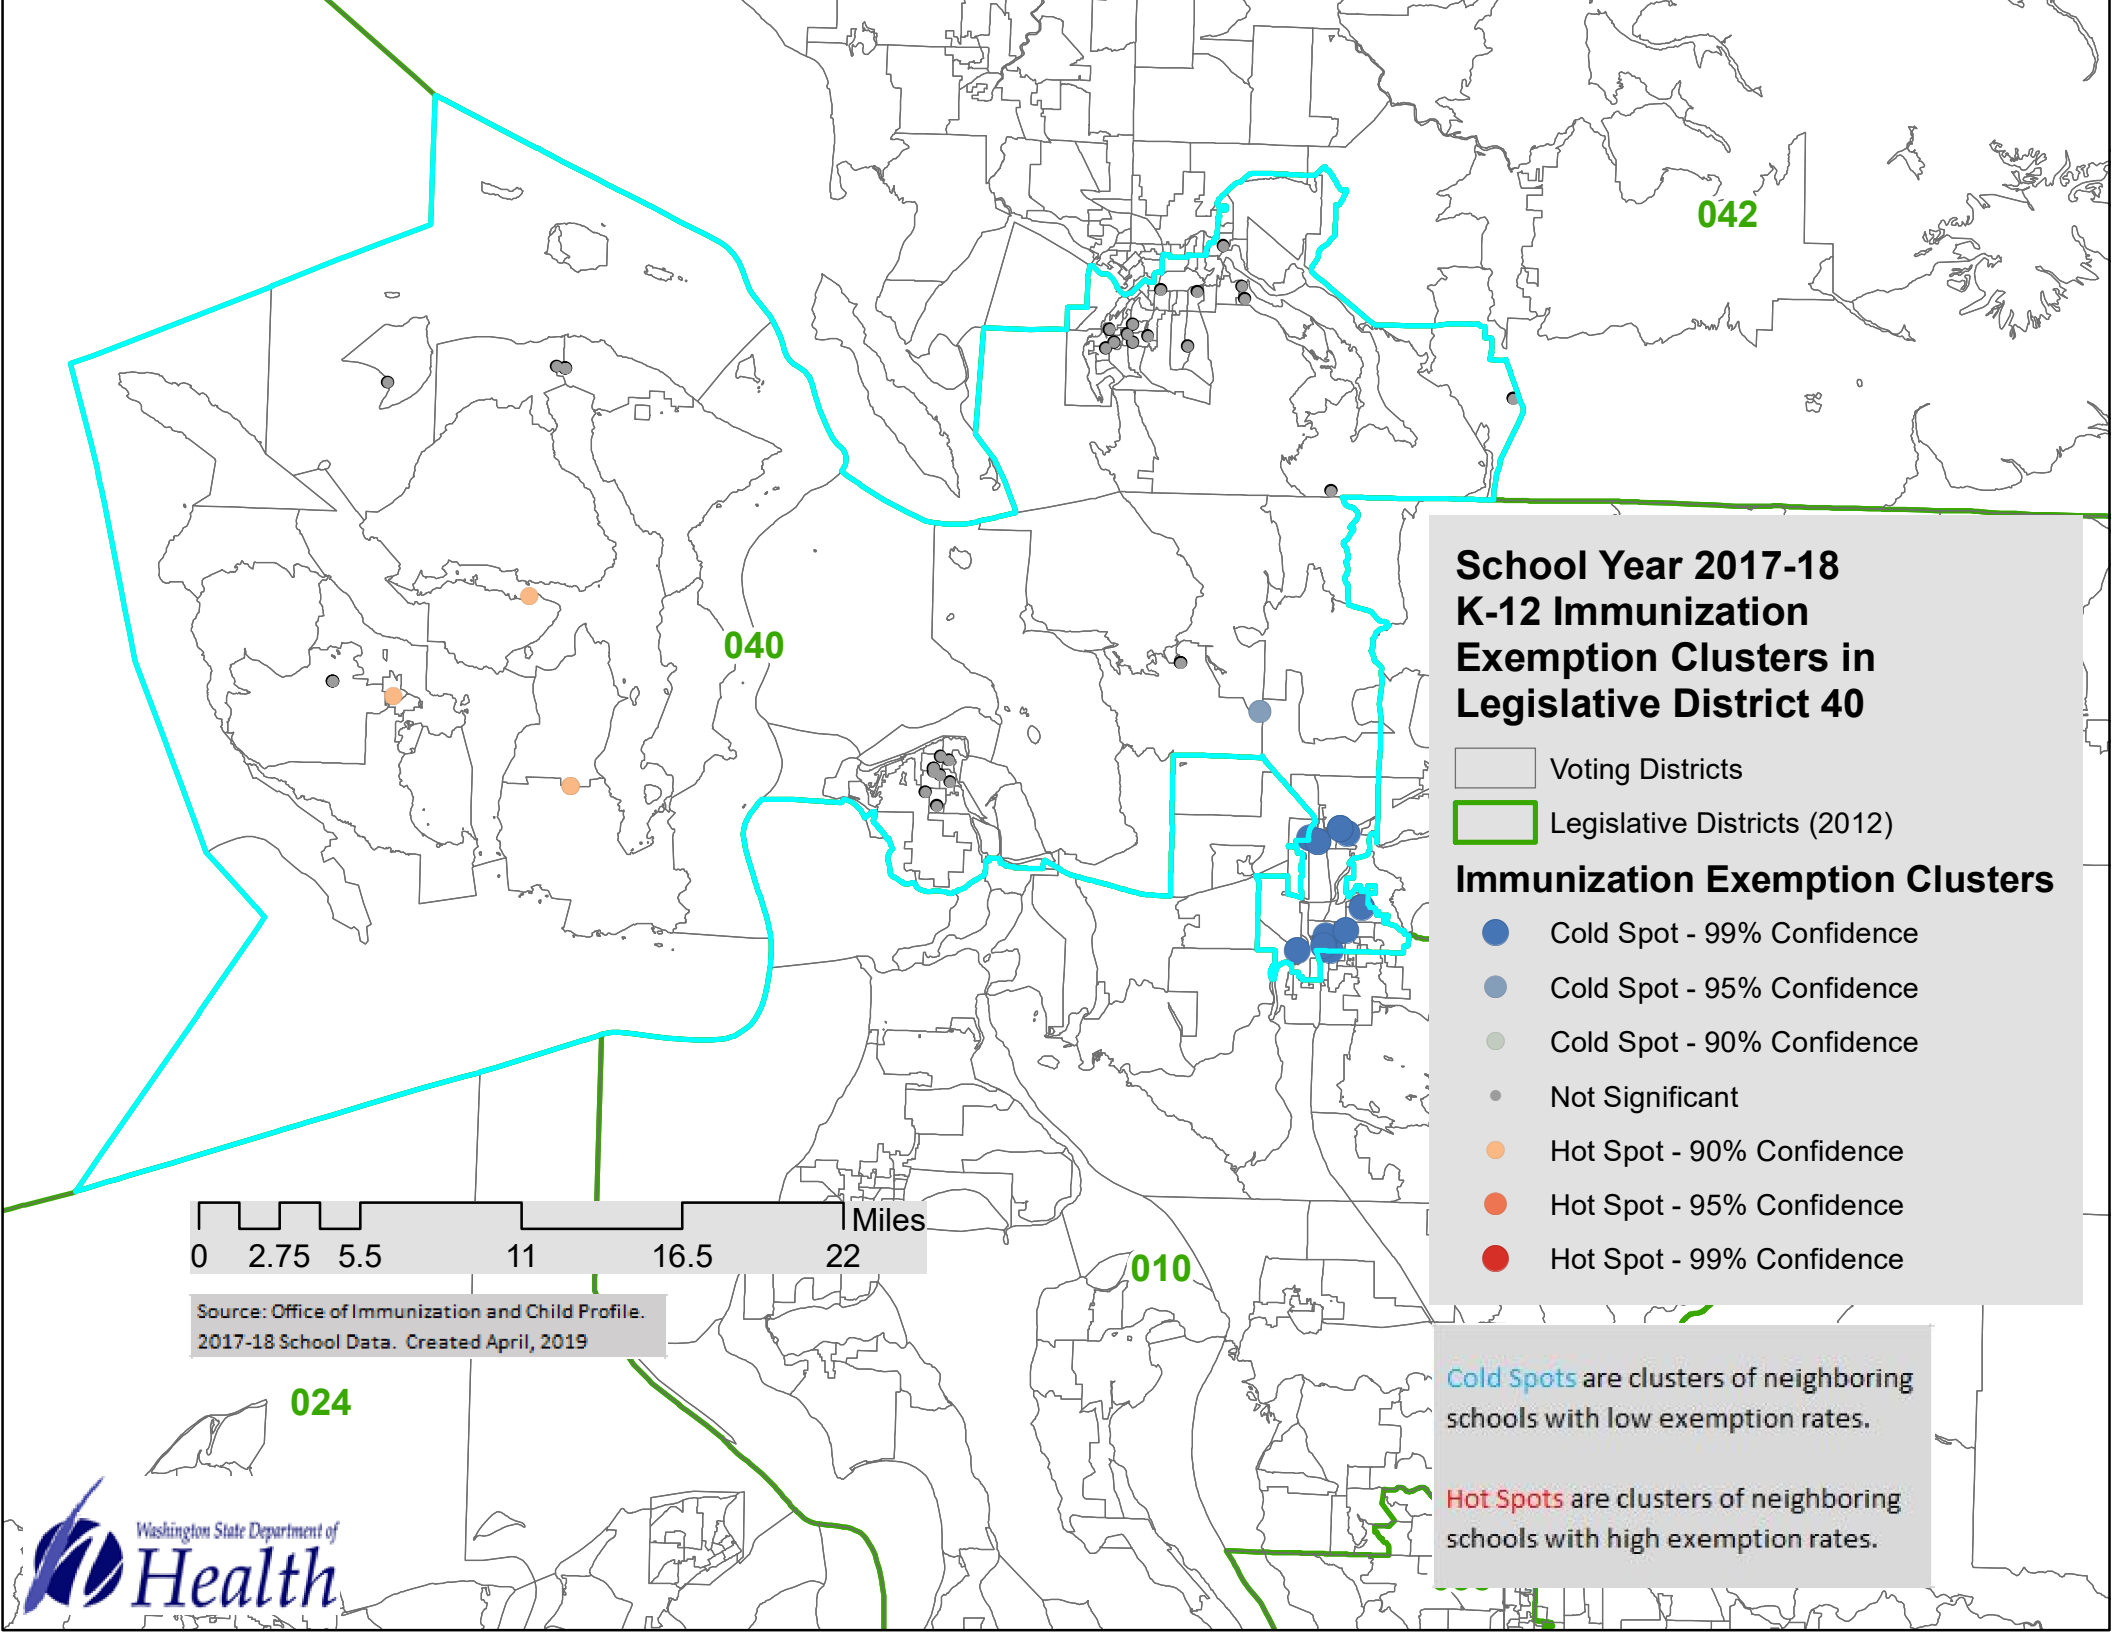 042
040
School Year 2017-18
K-12 Immunization
Exemption Clusters in
Legislative District 40
Voting Districts
Legislative Districts (2012)
Immunization Exemption Clusters
Cold Spot - 99% Confidence
Cold Spot - 95% Confidence
Cold Spot - 90% Confidence
Not Significant
Hot Spot - 90% Confidence
Hot Spot - 95% Confidence
Hot Spot - 99% Confidence
Miles
0 2.75 5.5 11 16.5 22
010
Source: Office of Immunization and Child Profile.
2017-18 School Data. Created April, 2019
024
Cold Spots are clusters of neighboring
schools with low exemption rates.
Hot Spots are clusters of neighboring
schools with high exemption rates.
Washington State Department of
Health